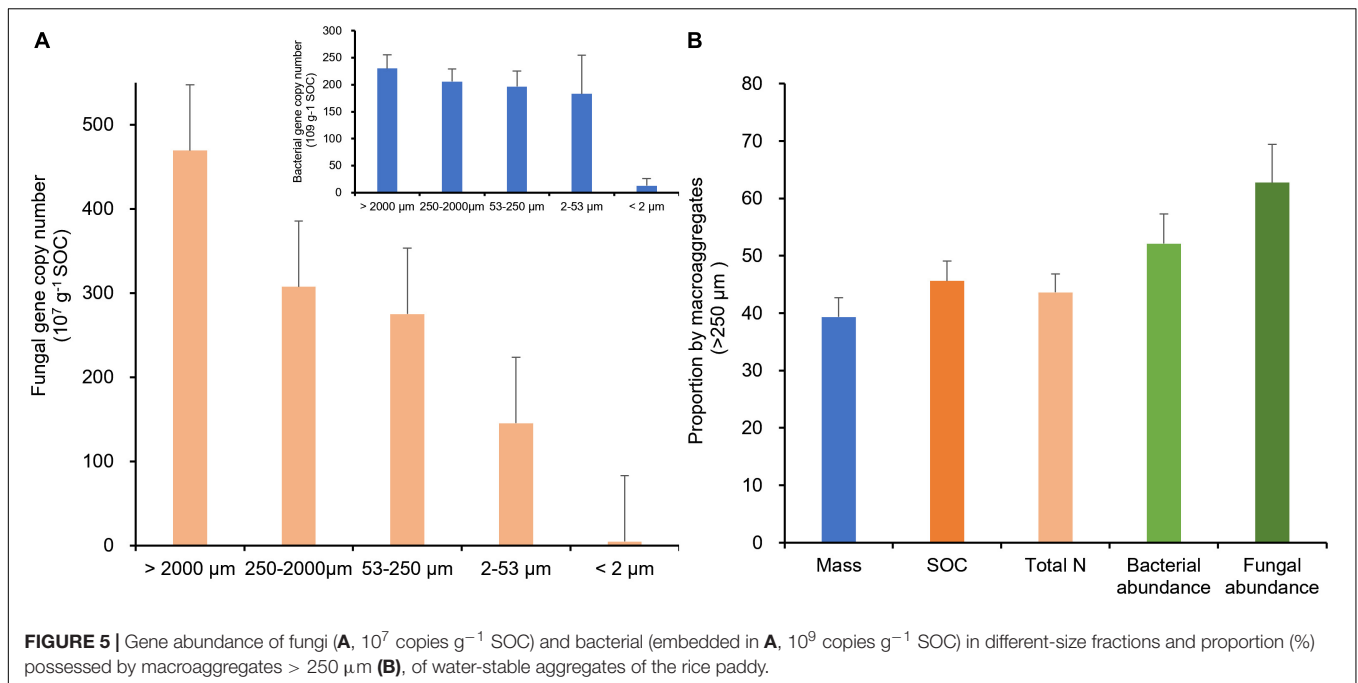 A
Fungal gene copy number
(10⁷ g⁻¹ SOC)
500
400
300
200
100
0
> 2000 µm 250-2000µm 53-250 µm 2-53 µm < 2 µm
Bacterial gene copy number
(109 g-1 SOC)
300
250
200
150
100
50
0
> 2000 µm 250-2000µm 53-250 µm 2-53 µm < 2 µm
B
Proportion by macroaggregates
(>250 µm )
80
70
60
50
40
30
20
10
0
Mass SOC Total N Bacterial abundance Fungal abundance
FIGURE 5 | Gene abundance of fungi (A, 10⁷ copies g⁻¹ SOC) and bacterial (embedded in A, 10⁹ copies g⁻¹ SOC) in different-size fractions and proportion (%)
possessed by macroaggregates > 250 µm (B), of water-stable aggregates of the rice paddy.